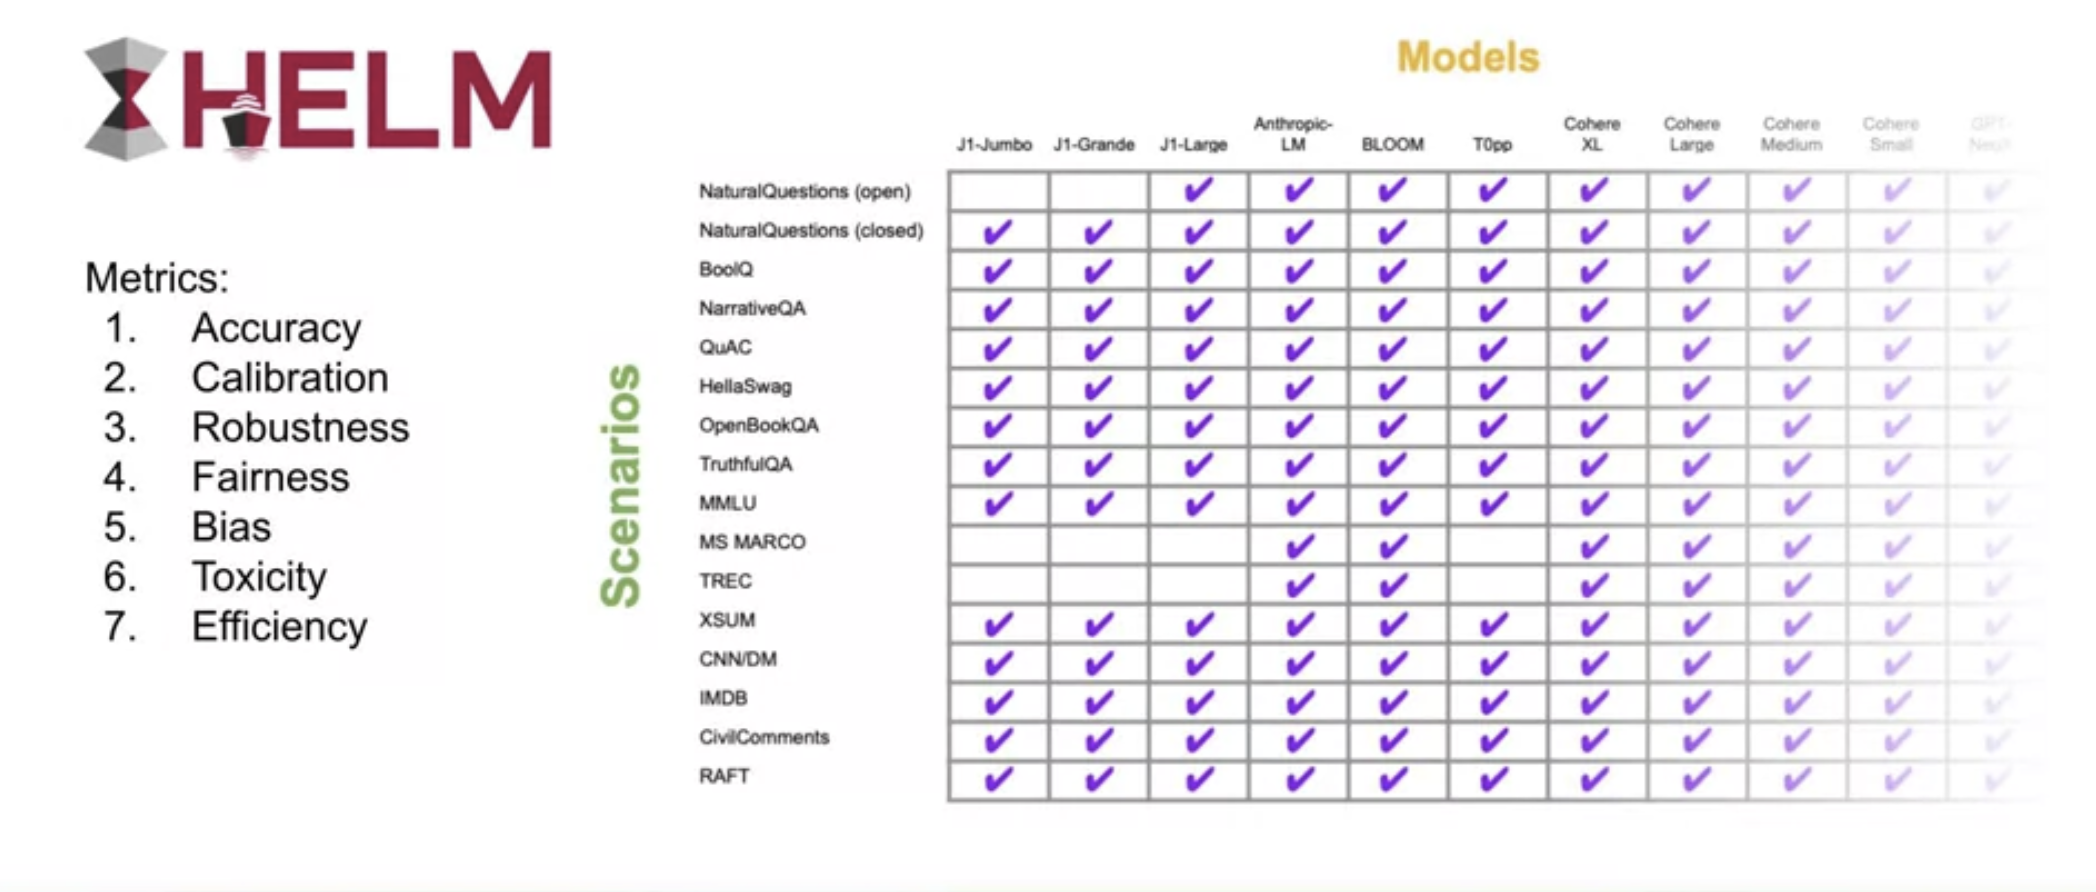 HELM
Metrics:
1. Accuracy
2. Calibration
3. Robustness
4. Fairness
5. Bias
6. Toxicity
7. Efficiency
Scenarios
Models
J1-Jumbo
J1-Grande
J1-Large
Anthropic-
LM
BLOOM
T0pp
Cohere
XL
Cohere
Large
Cohere
Medium
Cohere
Small
GPT-
NaturalQuestions (open)
NaturalQuestions (closed)
BoolQ
NarrativeQA
QuAC
HellaSwag
OpenBookQA
TruthfulQA
MMLU
MS MARCO
TREC
XSUM
CNN/DM
IMDB
CivilComments
RAFT